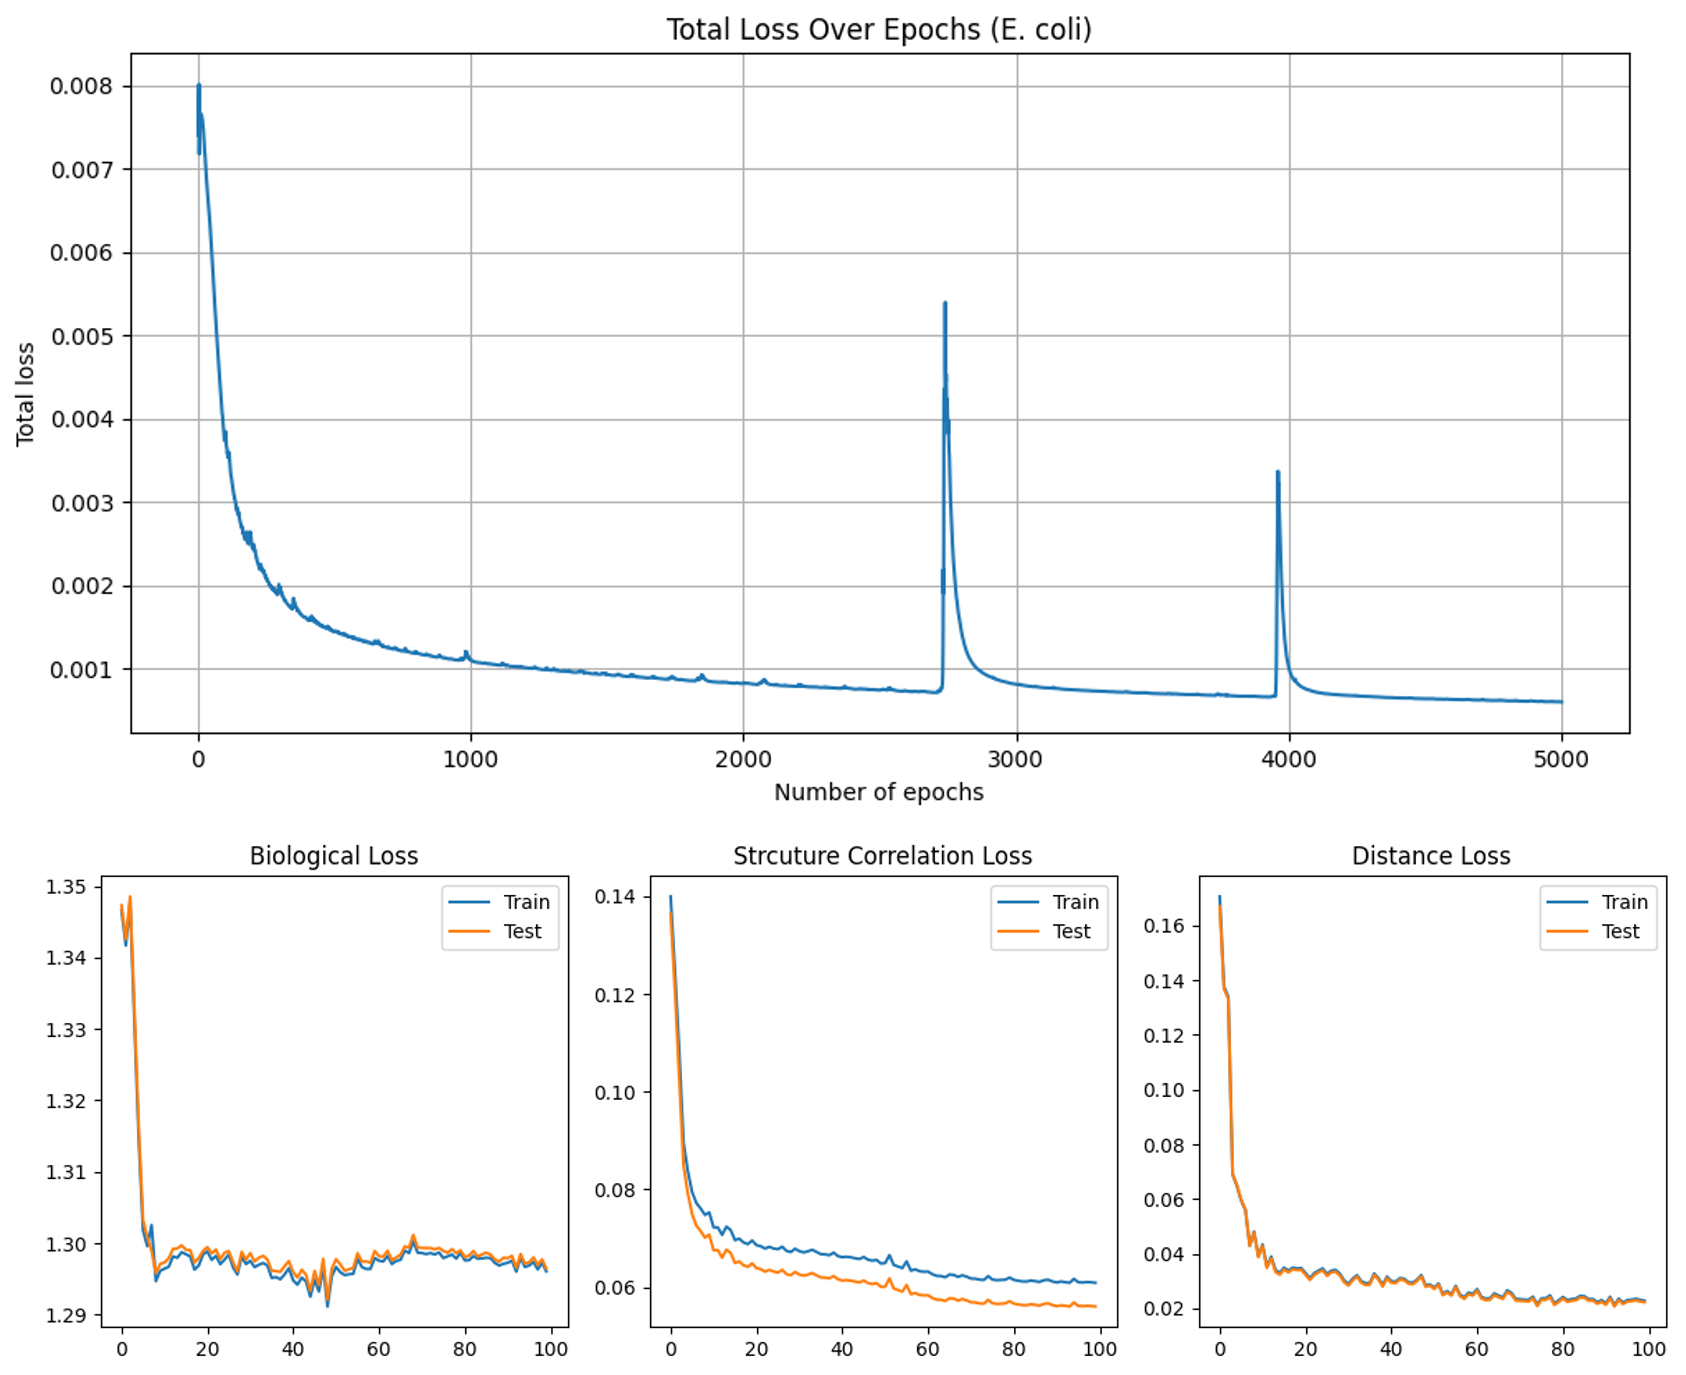 Total Loss Over Epochs (E. coli)
0.008
0.007
0.006
0.005
0.004
0.003
0.002
0.001
Total loss
0 1000 2000 3000 4000 5000
Number of epochs
Biological Loss
1.35
1.34
1.33
1.32
1.31
1.30
1.29
Train
Test
0 20 40 60 80 100
Strcuture Correlation Loss
0.14
0.12
0.10
0.08
0.06
Train
Test
0 20 40 60 80 100
Distance Loss
0.16
0.14
0.12
0.10
0.08
0.06
0.04
0.02
Train
Test
0 20 40 60 80 100